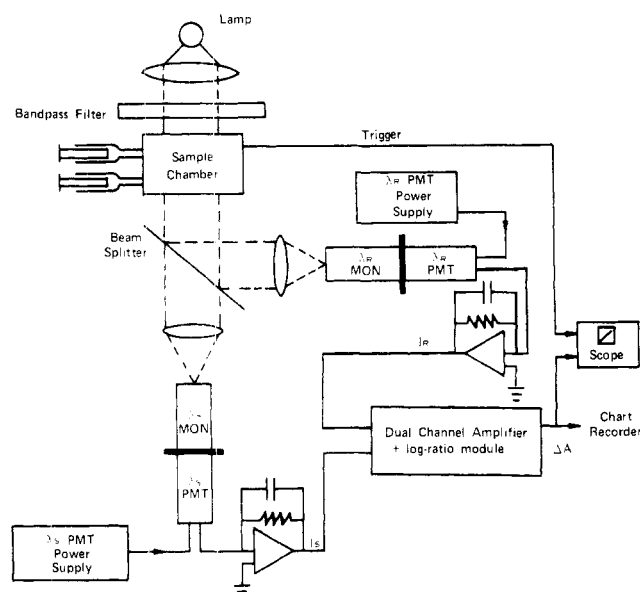 Lamp
Bandpass Filter
Trigger
Sample
Chamber
λR PMT
Power
Supply
Beam
Splitter
λR
MON
λR
PMT
IR
Scope
λS
MON
Dual Channel Amplifier
+ log-ratio module
Chart
Recorder
ΔA
λS
PMT
λS PMT
Power
Supply
IS